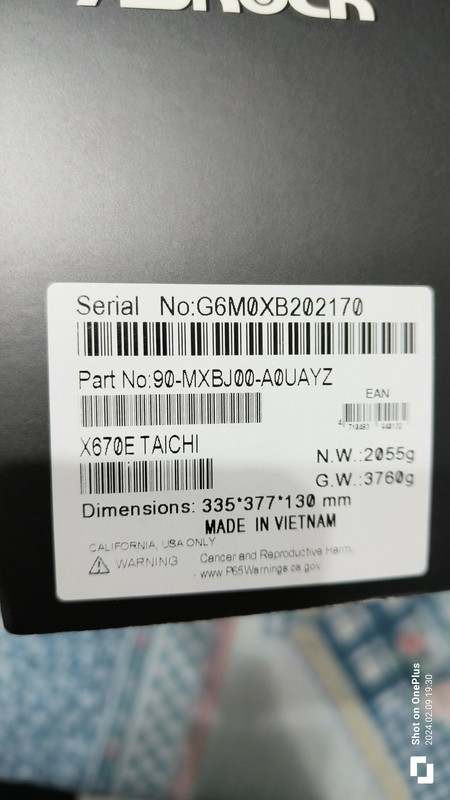 ASRock
Serial No:G6M0XB202170
Part No:90-MXBJ00-A0UAYZ
EAN
X670E TAICHI
N.W.:2055g
G.W.:3760g
Dimensions: 335*377*130 mm
MADE IN VIETNAM
CALIFORNIA, USA ONLY
WARNING Cancer and Reproductive Harm
- www.P65Warnings.ca.gov
Shot on OnePlus
2024.02.09 19:30